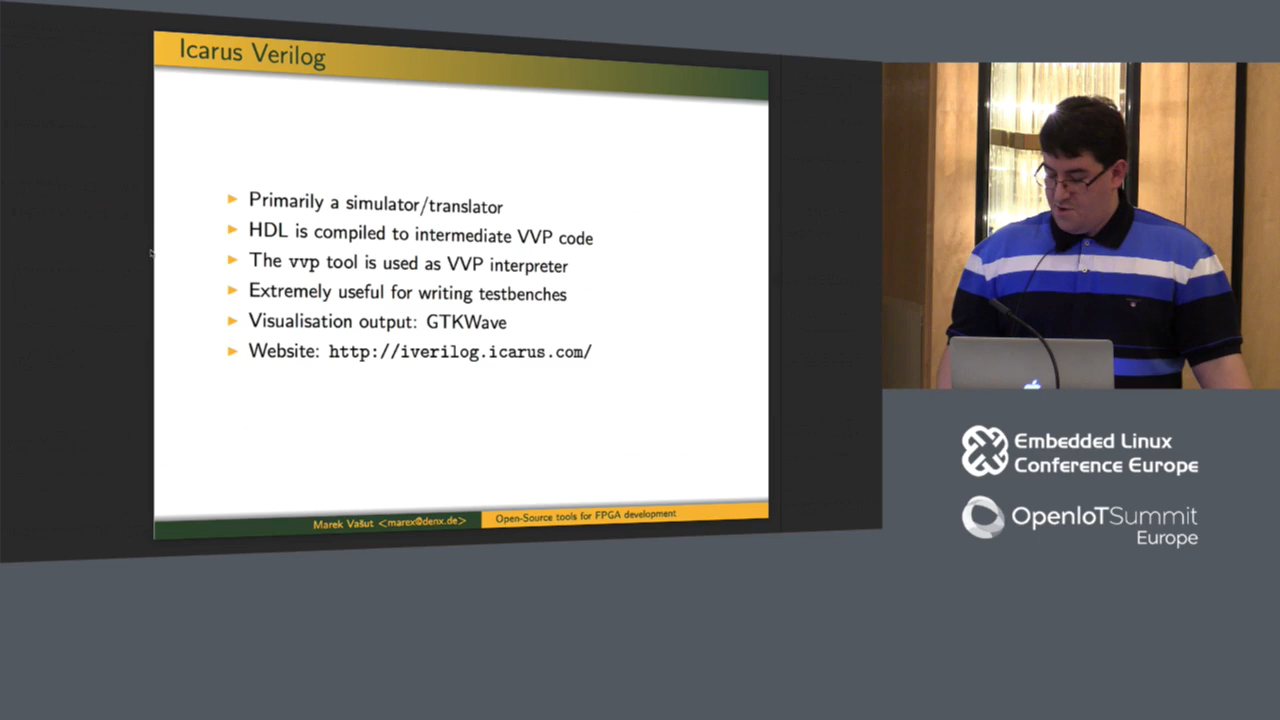 Icarus Verilog
Primarily a simulator/translator
HDL is compiled to intermediate VVP code
The vvp tool is used as VVP interpreter
Extremely useful for writing testbenches
Visualisation output: GTKWave
Website: http://iverilog.icarus.com/
Marek Vašut <marex@denx.de>
Open-Source tools for FPGA development
Embedded Linux
Conference Europe
OpenIoTSummit
Europe